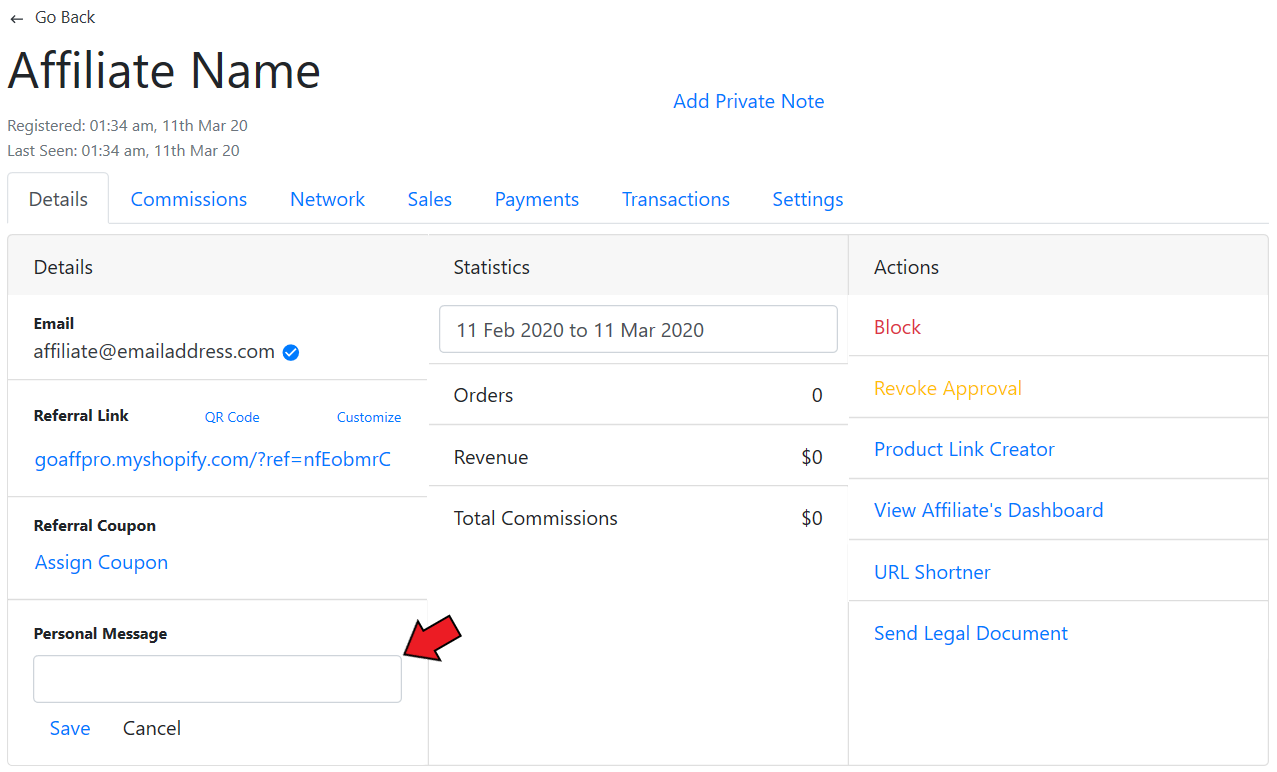 ← Go Back
Affiliate Name
Add Private Note
Registered: 01:34 am, 11th Mar 20
Last Seen: 01:34 am, 11th Mar 20
Details Commissions Network Sales Payments Transactions Settings
Details
Email
affiliate@emailaddress.com
Referral Link QR Code Customize
goaffpro.myshopify.com/?ref=nfEobmrC
Referral Coupon
Assign Coupon
Personal Message
Save Cancel
Statistics
11 Feb 2020 to 11 Mar 2020
Orders 0
Revenue $0
Total Commissions $0
Actions
Block
Revoke Approval
Product Link Creator
View Affiliate's Dashboard
URL Shortner
Send Legal Document